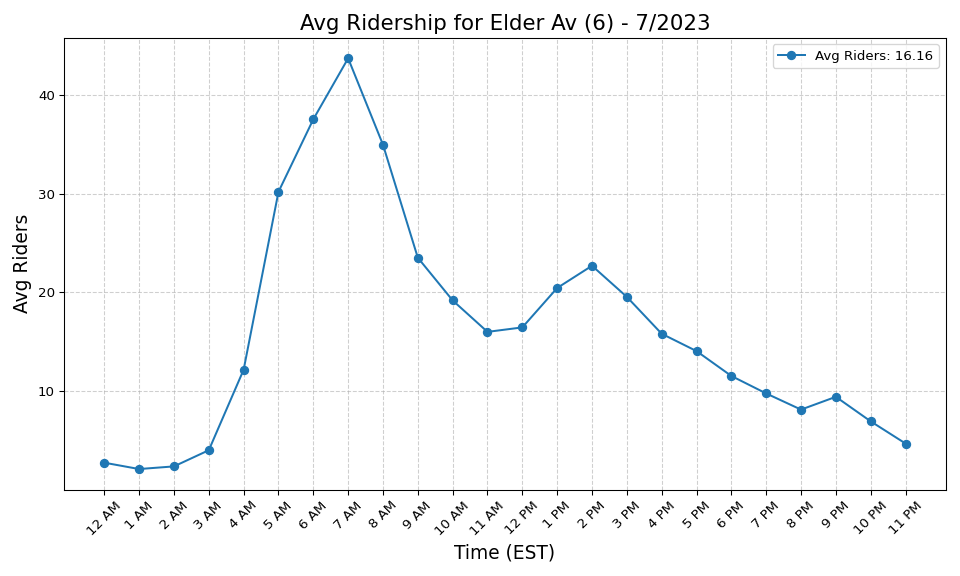 Avg Ridership for Elder Av (6) - 7/2023
Avg Riders: 16.16
Avg Riders
40
30
20
10
12 AM
1 AM
2 AM
3 AM
4 AM
5 AM
6 AM
7 AM
8 AM
9 AM
10 AM
11 AM
12 PM
1 PM
2 PM
3 PM
4 PM
5 PM
6 PM
7 PM
8 PM
9 PM
10 PM
11 PM
Time (EST)